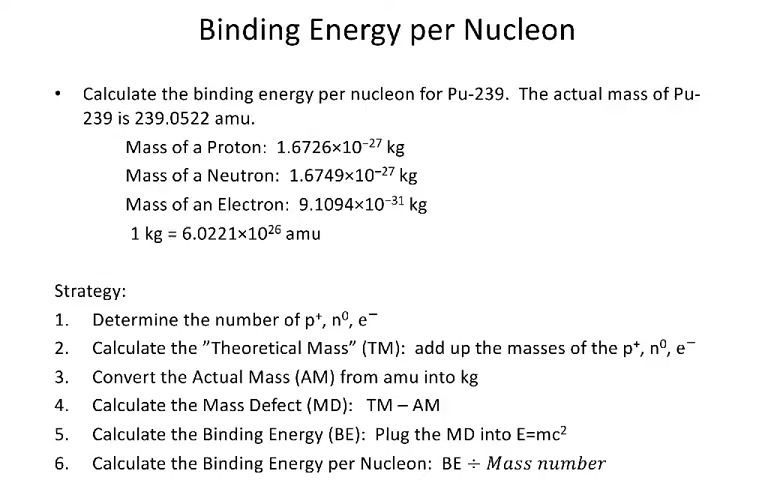 Binding Energy per Nucleon
• Calculate the binding energy per nucleon for Pu-239. The actual mass of Pu-
239 is 239.0522 amu.
Mass of a Proton: 1.6726×10⁻²⁷ kg
Mass of a Neutron: 1.6749×10⁻²⁷ kg
Mass of an Electron: 9.1094×10⁻³¹ kg
1 kg = 6.0221×10²⁶ amu
Strategy:
1. Determine the number of p⁺, n⁰, e⁻
2. Calculate the ”Theoretical Mass” (TM): add up the masses of the p⁺, n⁰, e⁻
3. Convert the Actual Mass (AM) from amu into kg
4. Calculate the Mass Defect (MD): TM – AM
5. Calculate the Binding Energy (BE): Plug the MD into E=mc²
6. Calculate the Binding Energy per Nucleon: BE ÷ Mass number